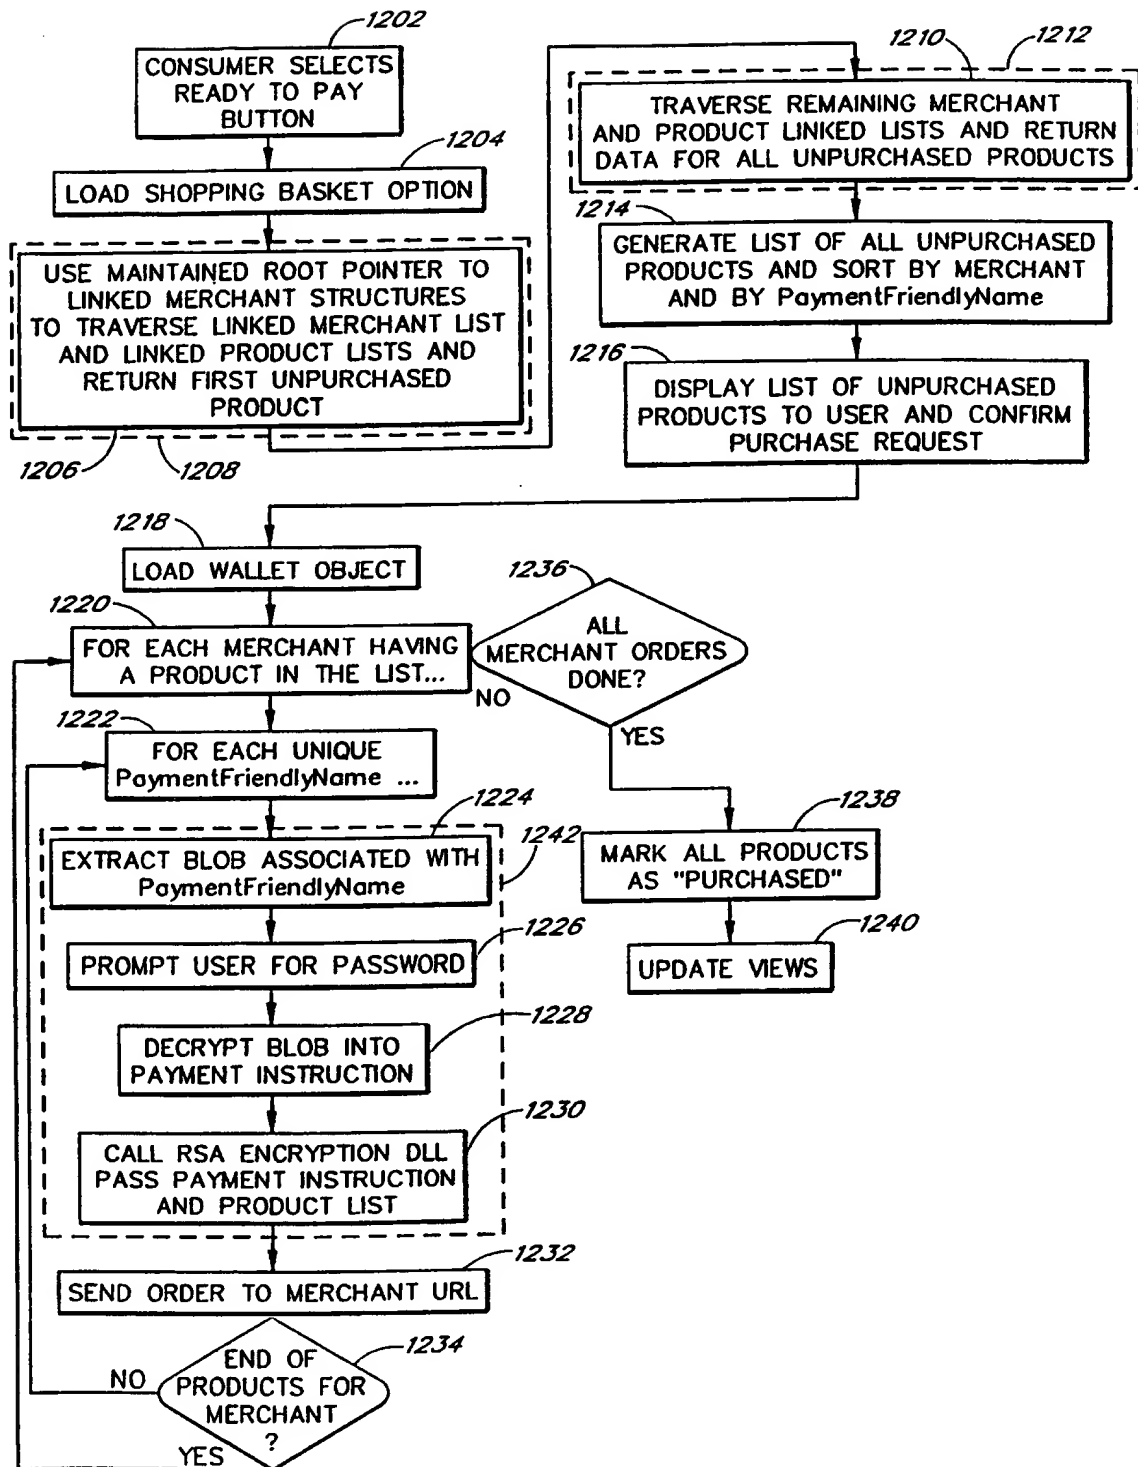 1202
CONSUMER SELECTS
READY TO PAY
BUTTON
1204
LOAD SHOPPING BASKET OPTION
USE MAINTAINED ROOT POINTER TO
LINKED MERCHANT STRUCTURES
TO TRAVERSE LINKED MERCHANT LIST
AND LINKED PRODUCT LISTS AND
RETURN FIRST UNPURCHASED
PRODUCT
1206
1208
1210
1212
TRAVERSE REMAINING MERCHANT
AND PRODUCT LINKED LISTS AND RETURN
DATA FOR ALL UNPURCHASED PRODUCTS
1214
GENERATE LIST OF ALL UNPURCHASED
PRODUCTS AND SORT BY MERCHANT
AND BY PaymentFriendlyName
1216
DISPLAY LIST OF UNPURCHASED
PRODUCTS TO USER AND CONFIRM
PURCHASE REQUEST
1218
LOAD WALLET OBJECT
1220
FOR EACH MERCHANT HAVING
A PRODUCT IN THE LIST...
1222
FOR EACH UNIQUE
PaymentFriendlyName ...
1224
1242
EXTRACT BLOB ASSOCIATED WITH
PaymentFriendlyName
1226
PROMPT USER FOR PASSWORD
1228
DECRYPT BLOB INTO
PAYMENT INSTRUCTION
1230
CALL RSA ENCRYPTION DLL
PASS PAYMENT INSTRUCTION
AND PRODUCT LIST
1232
SEND ORDER TO MERCHANT URL
1234
END OF
PRODUCTS FOR
MERCHANT
?
NO
YES
1236
ALL
MERCHANT ORDERS
DONE?
NO
YES
1238
MARK ALL PRODUCTS
AS "PURCHASED"
1240
UPDATE VIEWS